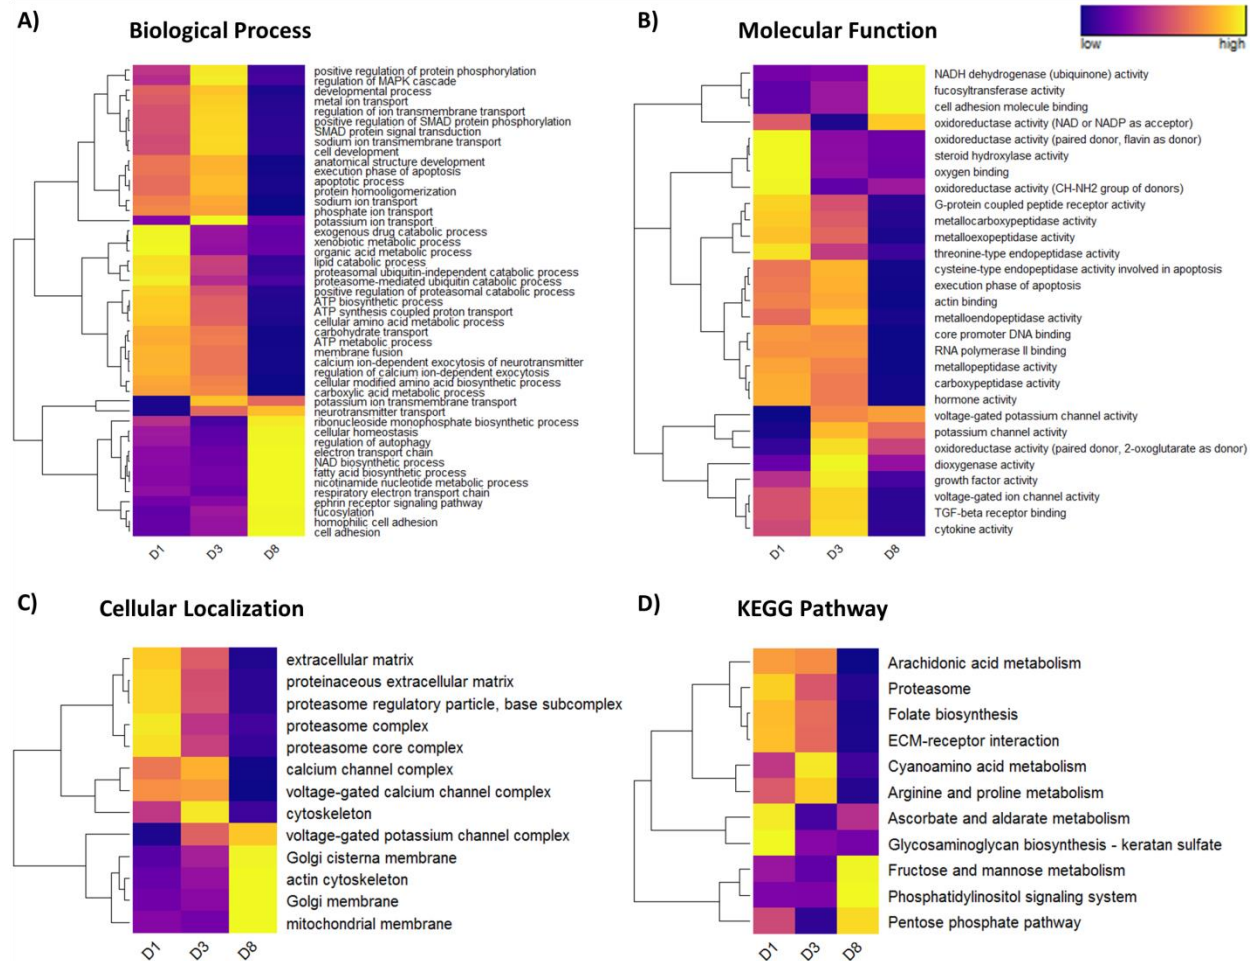 A)
Biological Process
positive regulation of protein phosphorylation
regulation of MAPK cascade
developmental process
metal ion transport
regulation of ion transmembrane transport
positive regulation of SMAD protein phosphorylation
SMAD protein signal transduction
sodium ion transmembrane transport
cell development
anatomical structure development
execution phase of apoptosis
apoptotic process
protein homooligomerization
sodium ion transport
phosphate ion transport
potassium ion transport
exogenous drug catabolic process
xenobiotic metabolic process
organic acid metabolic process
lipid catabolic process
proteasomal ubiquitin-independent catabolic process
proteasome-mediated ubiquitin catabolic process
positive regulation of proteasomal catabolic process
ATP biosynthetic process
ATP synthesis coupled proton transport
cellular amino acid metabolic process
carbohydrate transport
ATP metabolic process
membrane fusion
calcium ion-dependent exocytosis of neurotransmitter
regulation of calcium ion-dependent exocytosis
cellular modified amino acid biosynthetic process
carboxylic acid metabolic process
potassium ion transmembrane transport
neurotransmitter transport
ribonucleoside monophosphate biosynthetic process
cellular homeostasis
regulation of autophagy
electron transport chain
NAD biosynthetic process
fatty acid biosynthetic process
nicotinamide nucleotide metabolic process
respiratory electron transport chain
ephrin receptor signaling pathway
fucosylation
homophilic cell adhesion
cell adhesion
D1 D3 D8
B)
Molecular Function
low high
NADH dehydrogenase (ubiquinone) activity
fucosyltransferase activity
cell adhesion molecule binding
oxidoreductase activity (NAD or NADP as acceptor)
oxidoreductase activity (paired donor, flavin as donor)
steroid hydroxylase activity
oxygen binding
oxidoreductase activity (CH-NH2 group of donors)
G-protein coupled peptide receptor activity
metallocarboxypeptidase activity
metalloexopeptidase activity
threonine-type endopeptidase activity
cysteine-type endopeptidase activity involved in apoptosis
execution phase of apoptosis
actin binding
metalloendopeptidase activity
core promoter DNA binding
RNA polymerase II binding
metallopeptidase activity
carboxypeptidase activity
hormone activity
voltage-gated potassium channel activity
potassium channel activity
oxidoreductase activity (paired donor, 2-oxoglutarate as donor)
dioxygenase activity
growth factor activity
voltage-gated ion channel activity
TGF-beta receptor binding
cytokine activity
D1 D3 D8
C)
Cellular Localization
extracellular matrix
proteinaceous extracellular matrix
proteasome regulatory particle, base subcomplex
proteasome complex
proteasome core complex
calcium channel complex
voltage-gated calcium channel complex
cytoskeleton
voltage-gated potassium channel complex
Golgi cisterna membrane
actin cytoskeleton
Golgi membrane
mitochondrial membrane
D1 D3 D8
D)
KEGG Pathway
Arachidonic acid metabolism
Proteasome
Folate biosynthesis
ECM-receptor interaction
Cyanoamino acid metabolism
Arginine and proline metabolism
Ascorbate and aldarate metabolism
Glycosaminoglycan biosynthesis - keratan sulfate
Fructose and mannose metabolism
Phosphatidylinositol signaling system
Pentose phosphate pathway
D1 D3 D8